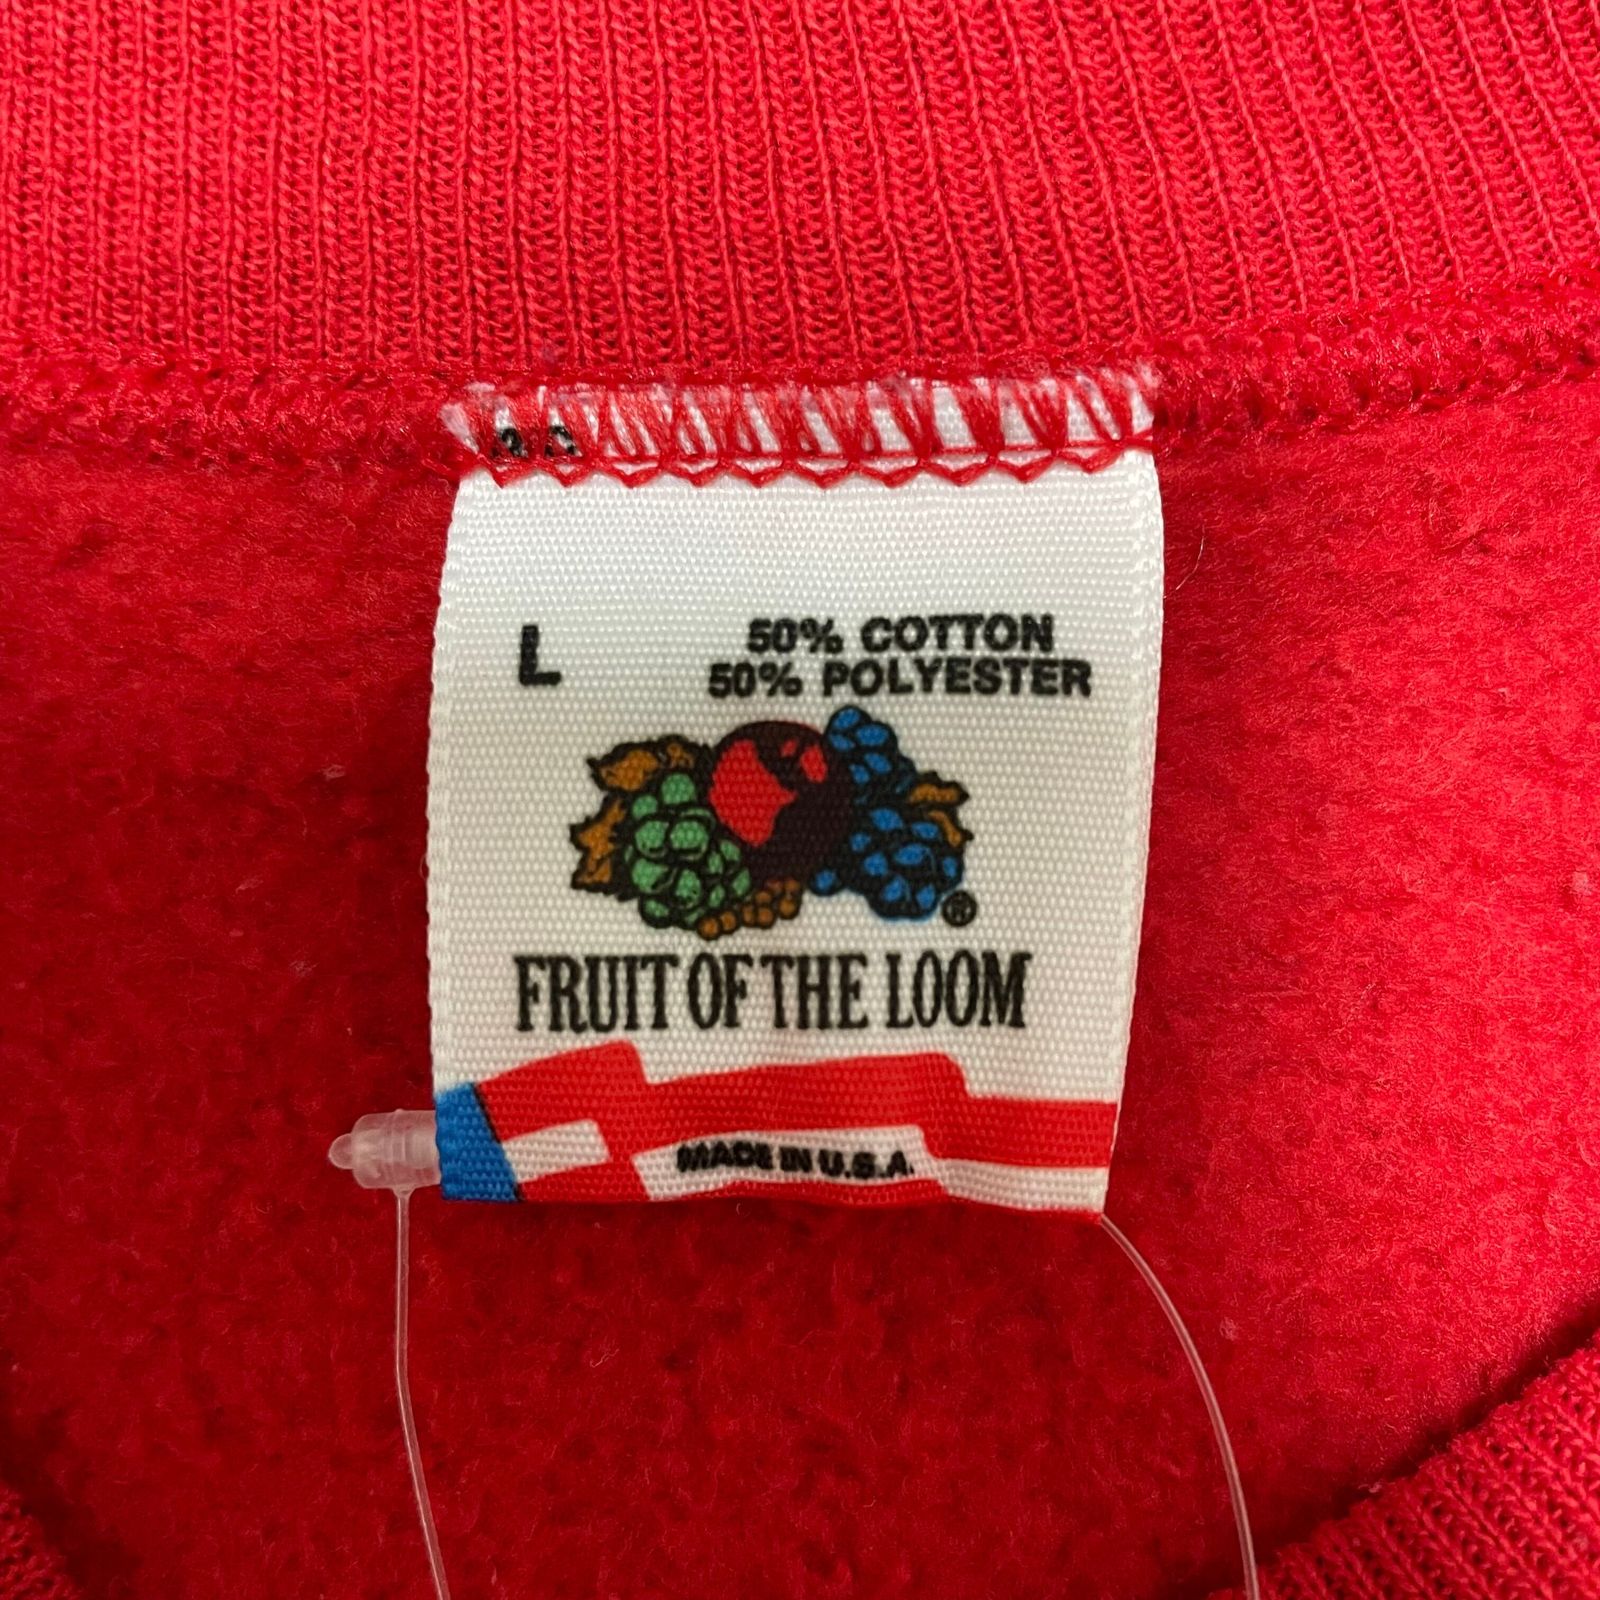 L
50% COTTON
50% POLYESTER
®
FRUIT OF THE LOOM
MADE IN U.S.A.